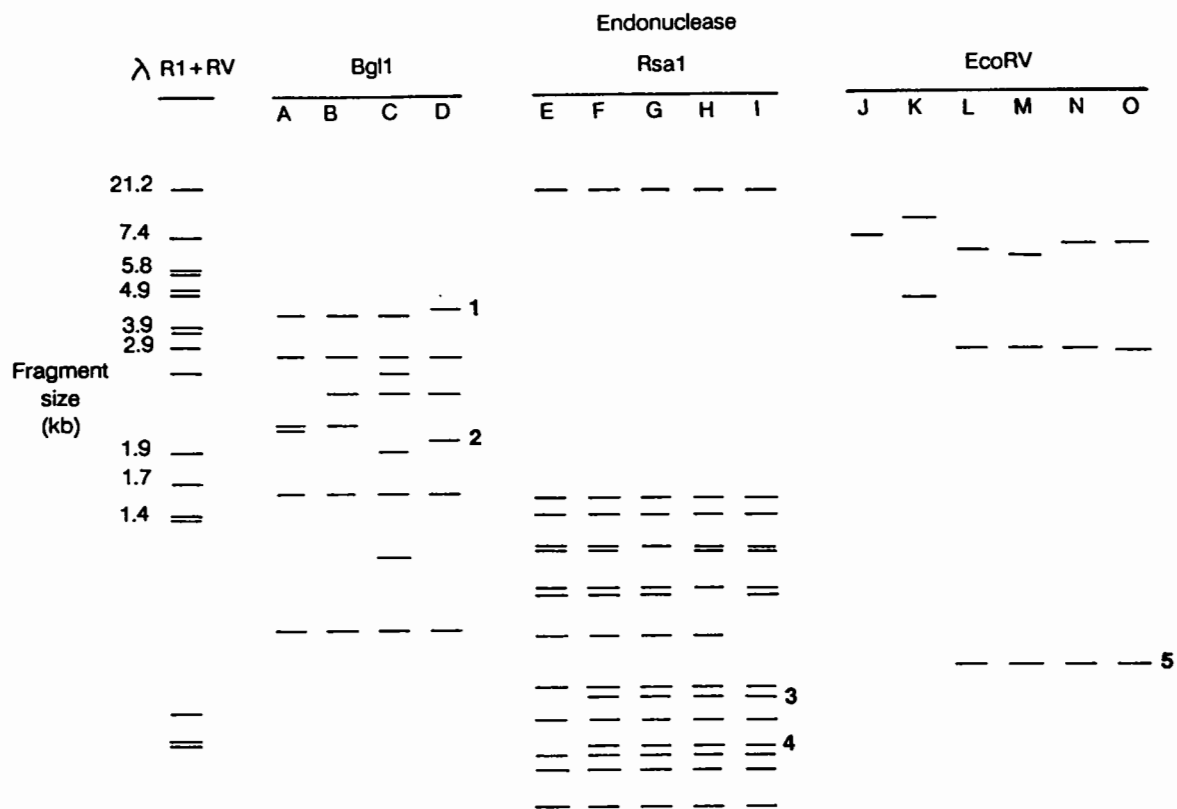 Endonuclease
λ R1+RV Bgl1 Rsa1 EcoRV
A B C D E F G H I J K L M N O
21.2
7.4
5.8
4.9
1
3.9
2.9
Fragment
size
(kb)
2
1.9
1.7
1.4
5
3
4